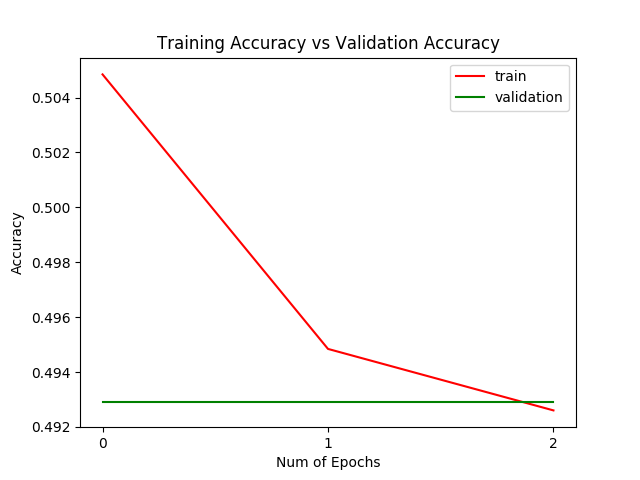 Training Accuracy vs Validation Accuracy
train
validation
0.504
0.502
0.500
0.498
0.496
0.494
0.492
Accuracy
0 1 2
Num of Epochs